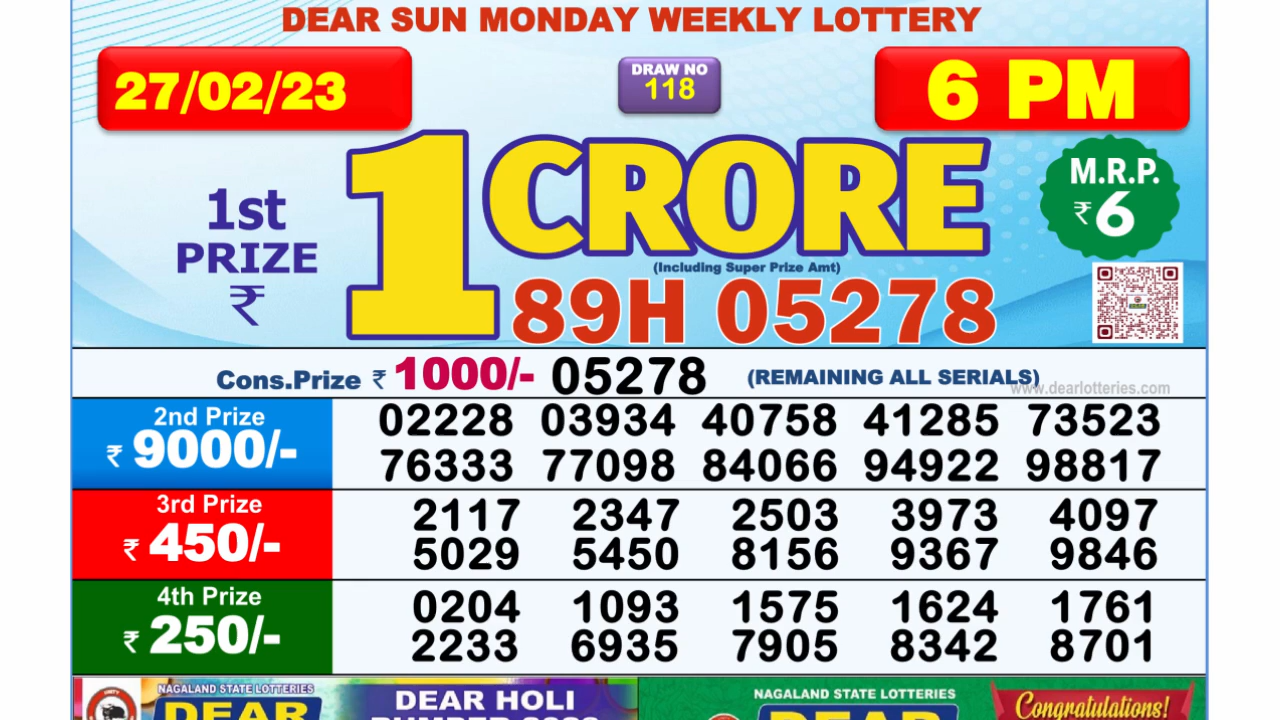 DEAR SUN MONDAY WEEKLY LOTTERY
27/02/23
DRAW NO
118
6 PM
1st
PRIZE
₹
1 CRORE
(Including Super Prize Amt)
89H 05278
M.R.P.
₹6
Cons.Prize ₹ 1000/- 05278 (REMAINING ALL SERIALS)
www.dearlotteries.com
2nd Prize
₹ 9000/-
02228 03934 40758 41285 73523
76333 77098 84066 94922 98817
3rd Prize
₹ 450/-
2117 2347 2503 3973 4097
5029 5450 8156 9367 9846
4th Prize
₹ 250/-
0204 1093 1575 1624 1761
2233 6935 7905 8342 8701
NAGALAND STATE LOTTERIES
DEAR
DEAR HOLI
NAGALAND STATE LOTTERIES
DEAR
Congratulations!